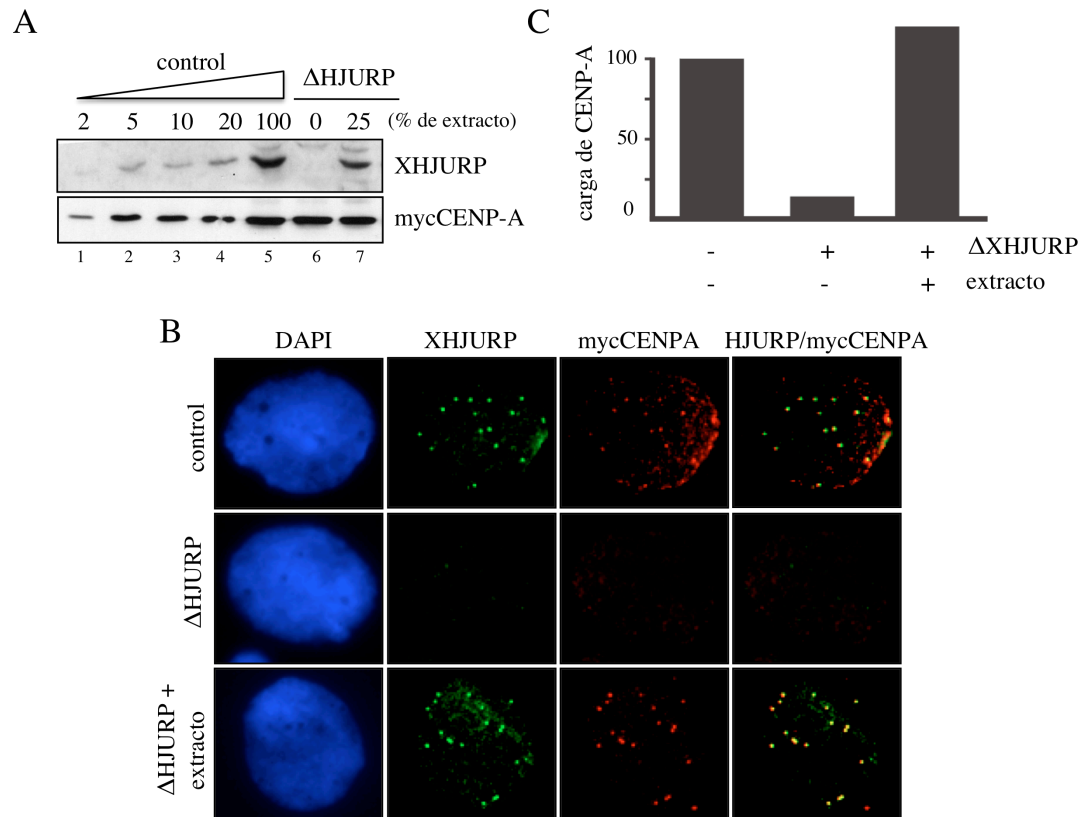 A
control
ΔHJURP
2 5 10 20 100 0 25 (% de extracto)
XHJURP
mycCENP-A
1 2 3 4 5 6 7
C
carga de CENP-A
100
50
0
- + + ΔXHJURP
- - + extracto
B
DAPI XHJURP mycCENPA HJURP/mycCENPA
control
ΔHJURP
ΔHJURP +
extracto